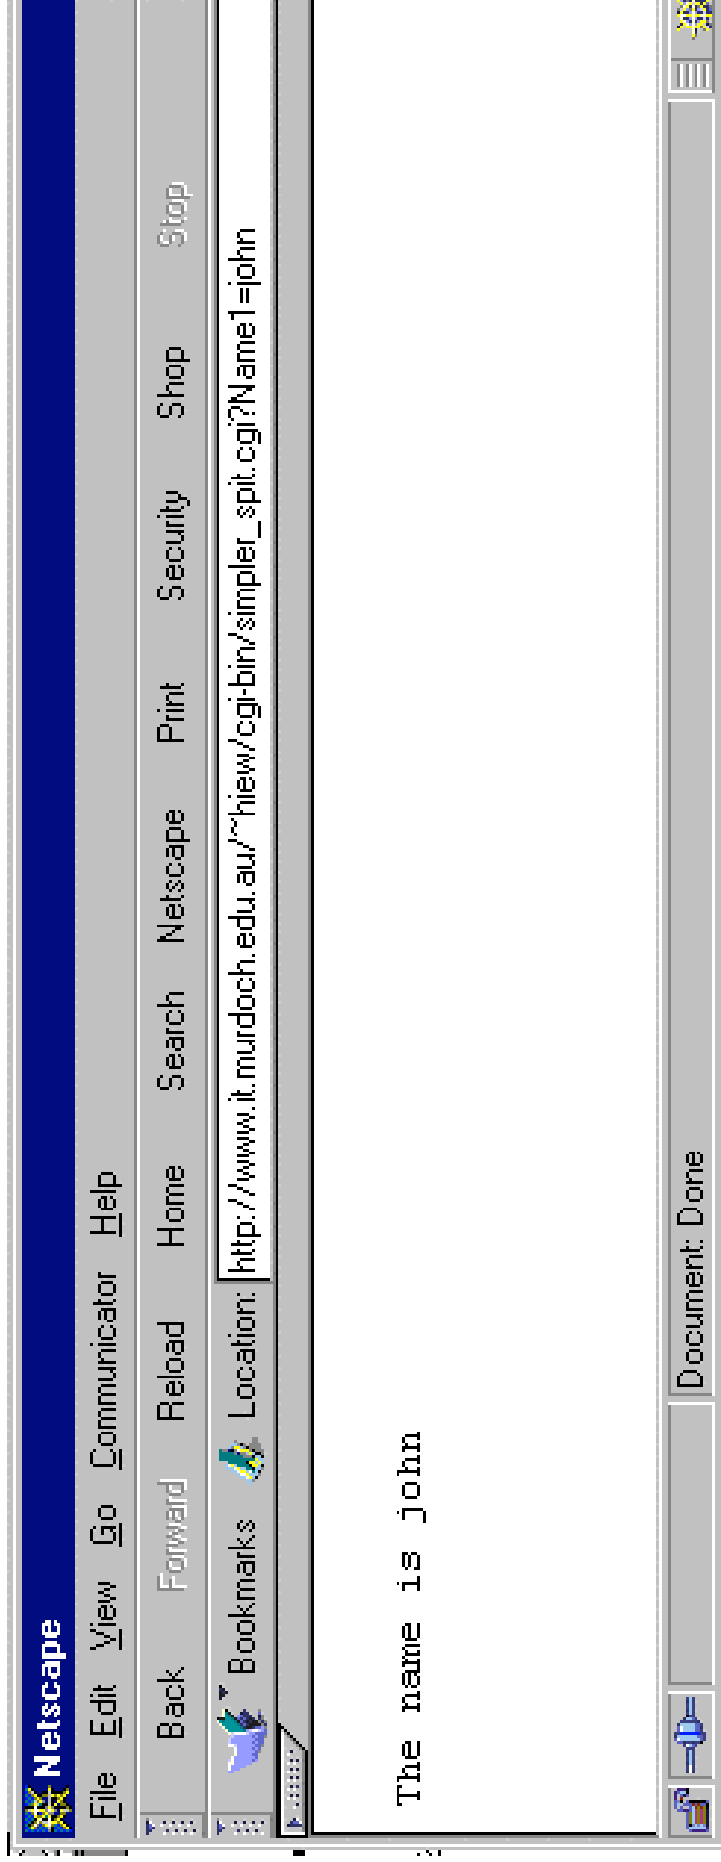 Netscape
File Edit View Go Communicator Help
Back Forward Reload Home Search Netscape Print Security Shop Stop
Bookmarks Location: http://www.it.murdoch.edu.au/~hiew/cgi-bin/simpler_spit.cgi?Name1=john
The name is john
Document: Done